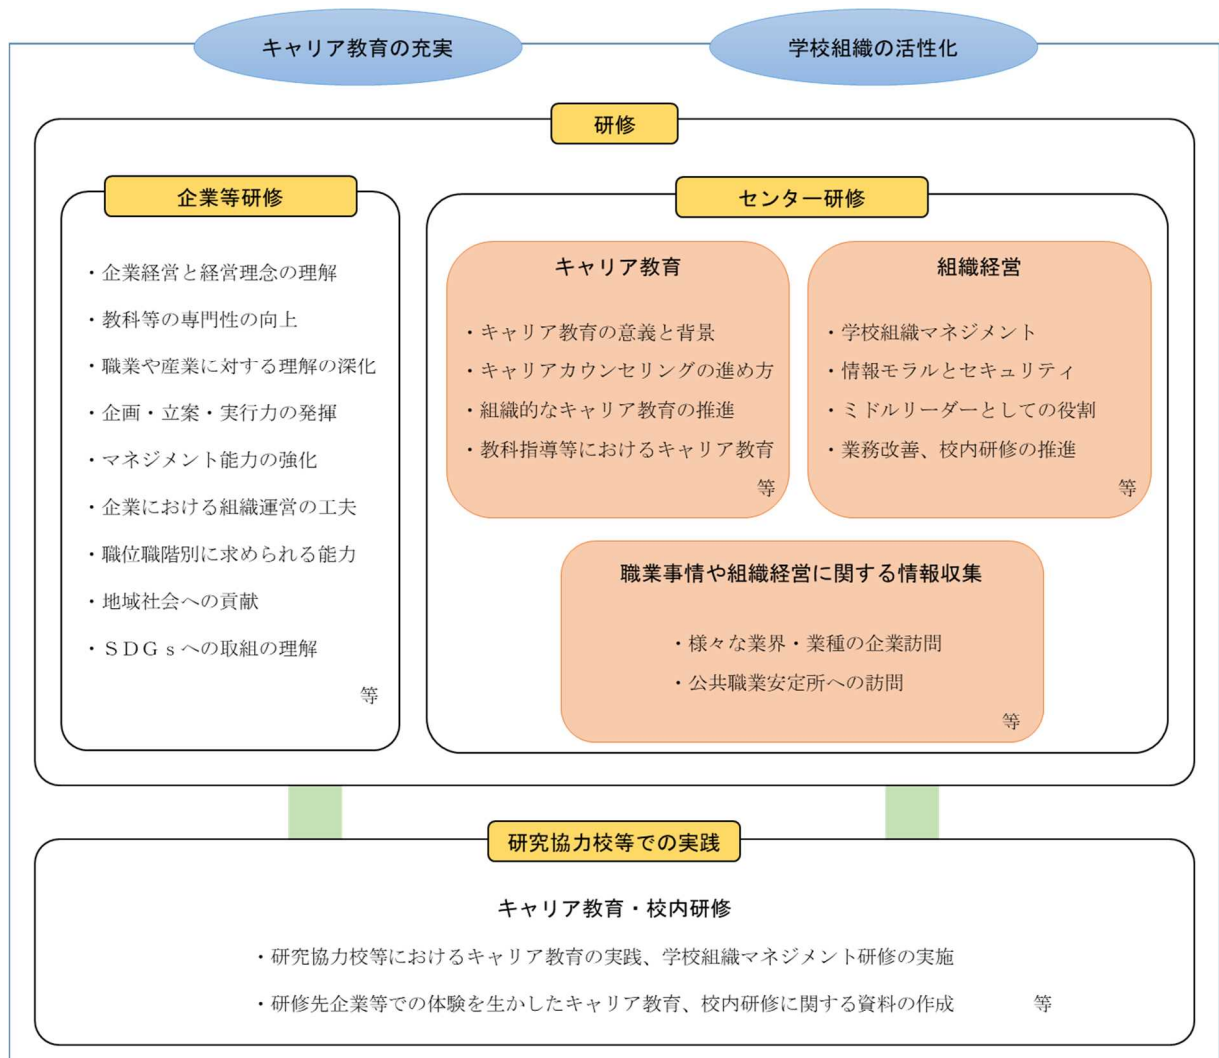 キャリア教育の充実
学校組織の活性化
研修
企業等研修
・企業経営と経営理念の理解
・教科等の専門性の向上
・職業や産業に対する理解の深化
・企画・立案・実行力の発揮
・マネジメント能力の強化
・企業における組織運営の工夫
・職位職階別に求められる能力
・地域社会への貢献
・ＳＤＧｓへの取組の理解
等
センター研修
キャリア教育
・キャリア教育の意義と背景
・キャリアカウンセリングの進め方
・組織的なキャリア教育の推進
・教科指導等におけるキャリア教育
等
組織経営
・学校組織マネジメント
・情報モラルとセキュリティ
・ミドルリーダーとしての役割
・業務改善、校内研修の推進
等
職業事情や組織経営に関する情報収集
・様々な業界・業種の企業訪問
・公共職業安定所への訪問
等
研究協力校等での実践
キャリア教育・校内研修
・研究協力校等におけるキャリア教育の実践、学校組織マネジメント研修の実施
・研修先企業等での体験を生かしたキャリア教育、校内研修に関する資料の作成　　　　等